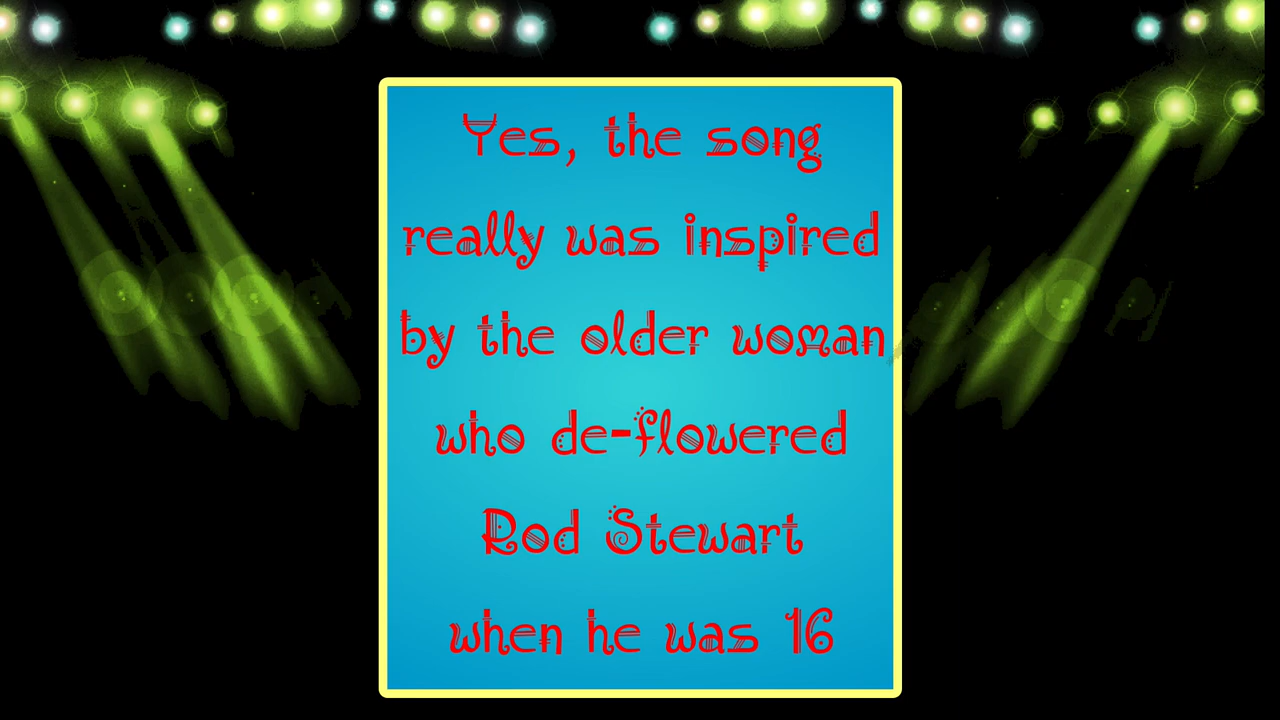 Yes, the song
really was inspired
by the older woman
who de-flowered
Rod Stewart
when he was 16